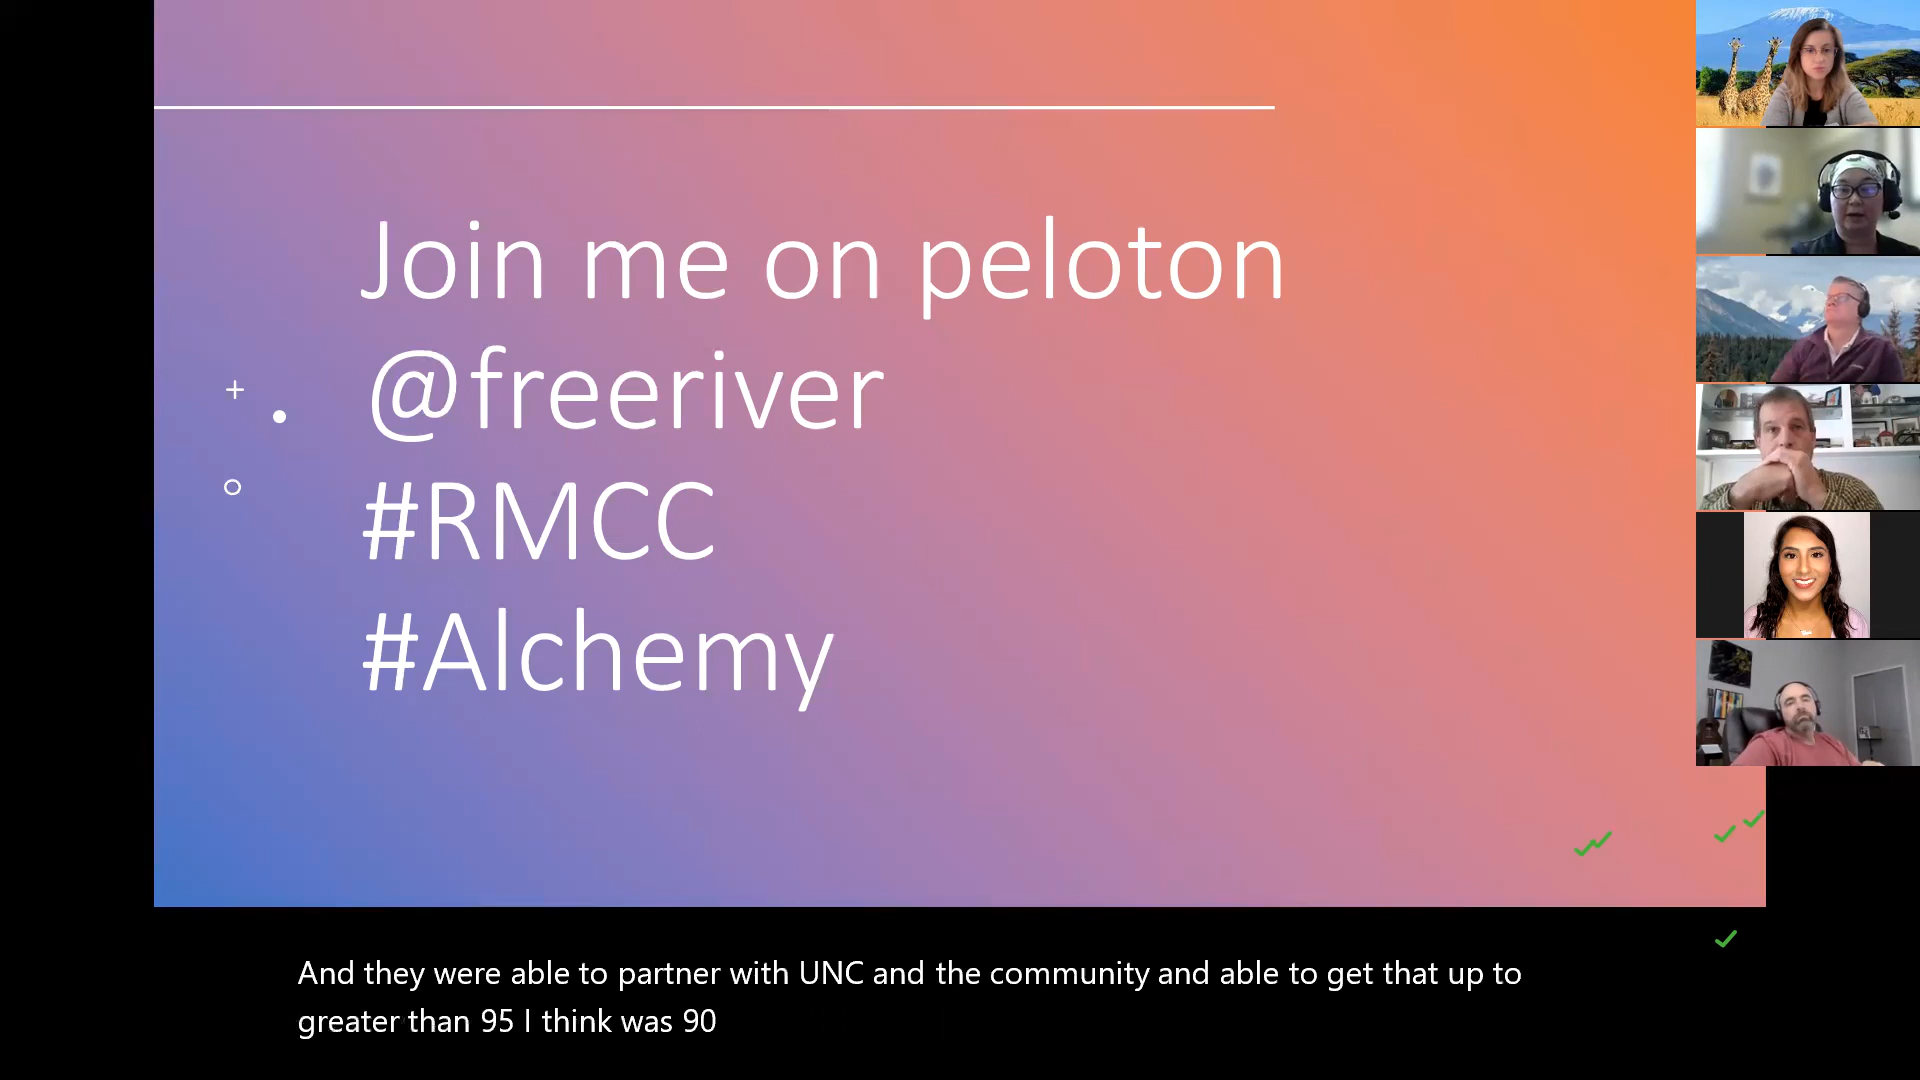 Join me on peloton
@freeriver
#RMCC
#Alchemy
And they were able to partner with UNC and the community and able to get that up to
greater than 95 I think was 90